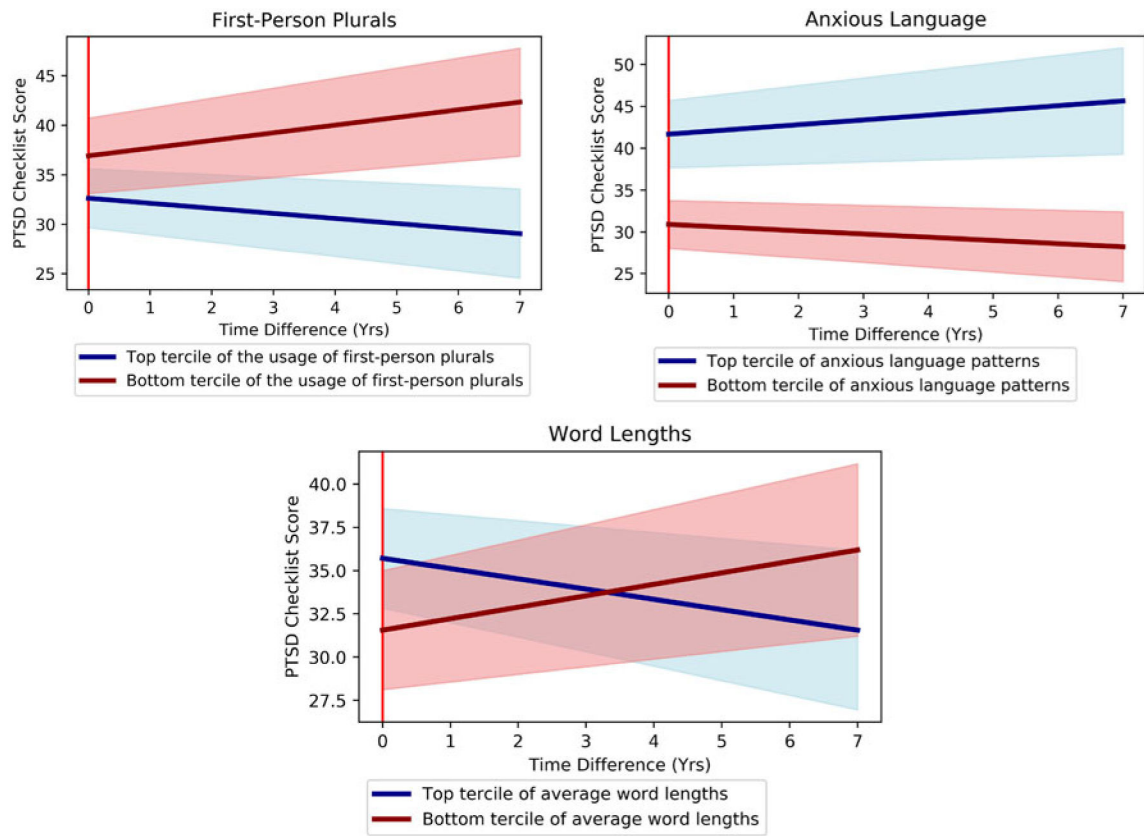 First-Person Plurals
PTSD Checklist Score
45
40
35
30
25
0 1 2 3 4 5 6 7
Time Difference (Yrs)
Top tercile of the usage of first-person plurals
Bottom tercile of the usage of first-person plurals
Anxious Language
PTSD Checklist Score
50
45
40
35
30
25
0 1 2 3 4 5 6 7
Time Difference (Yrs)
Top tercile of anxious language patterns
Bottom tercile of anxious language patterns
Word Lengths
PTSD Checklist Score
40.0
37.5
35.0
32.5
30.0
27.5
0 1 2 3 4 5 6 7
Time Difference (Yrs)
Top tercile of average word lengths
Bottom tercile of average word lengths